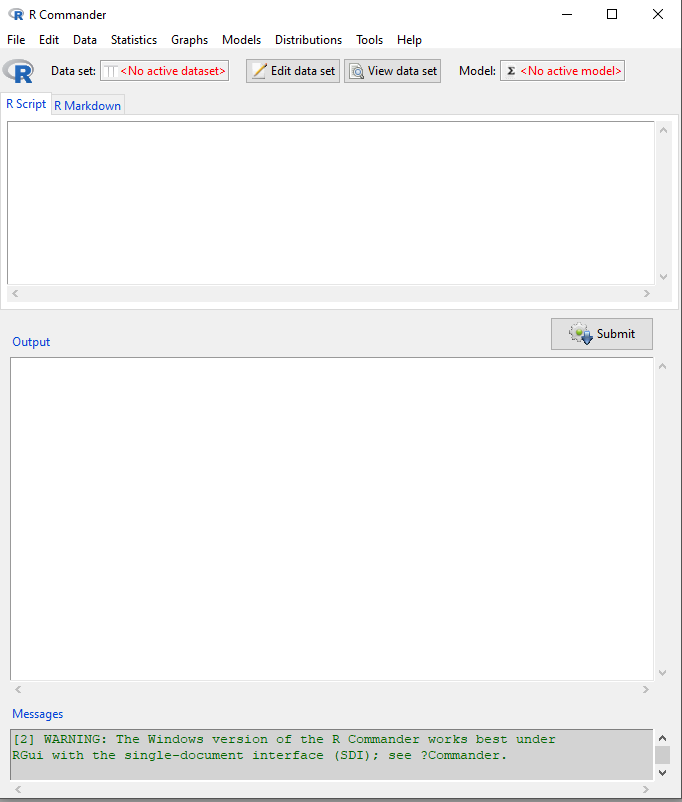 R Commander
File Edit Data Statistics Graphs Models Distributions Tools Help
R Data set: <No active dataset> Edit data set View data set Model: Σ <No active model>
R Script R Markdown
Submit
Output
Messages
[2] WARNING: The Windows version of the R Commander works best under
RGui with the single-document interface (SDI); see ?Commander.